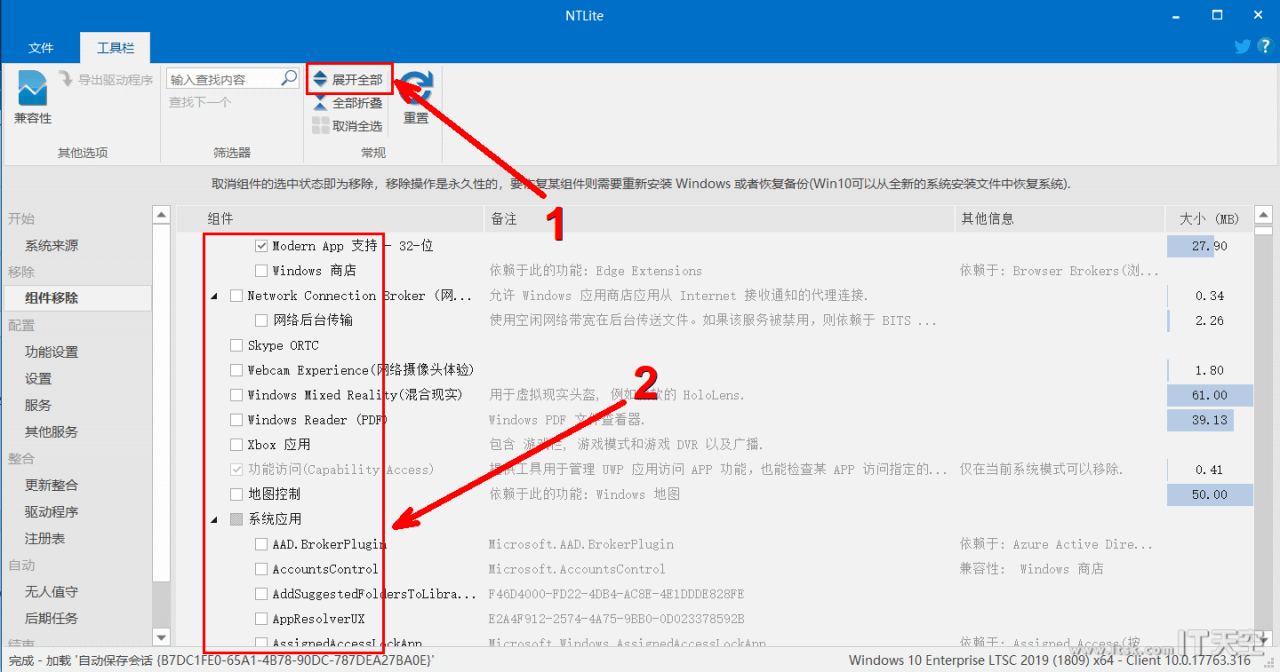 NTLite
文件 工具栏
导出驱动程序
兼容性
其他选项
输入查找内容
查找下一个
筛选器
展开全部
全部折叠
取消全选
重置
常规
1
取消组件的选中状态即为移除，移除操作是永久性的，要恢复某组件则需要重新安装 Windows 或者恢复备份(Win10可以从全新的系统安装文件中恢复系统).
开始
系统来源
移除
组件移除
配置
功能设置
设置
服务
其他服务
整合
更新整合
驱动程序
注册表
自动
无人值守
后期任务
结束
组件 备注 其他信息 大小 (MB)
Modern App 支持 - 32-位 27.90
Windows 商店 依赖于此的功能: Edge Extensions 依赖于: Browser Brokers(浏...
Network Connection Broker (网... 允许 Windows 应用商店应用从 Internet 接收通知的代理连接. 0.34
网络后台传输 使用空闲网络带宽在后台传送文件。如果该服务被禁用，则依赖于 BITS ... 2.26
Skype ORTC
Webcam Experience(网络摄像头体验) 1.80
2
Windows Mixed Reality(混合现实) 用于虚拟现实头盔, 例如 的 HoloLens. 61.00
Windows Reader (PDF) Windows PDF 文件查看器. 39.13
Xbox 应用 包含 游戏栏, 游戏模式和游戏 DVR 以及广播.
功能访问(Capability Access) 提供工具用于管理 UWP 应用访问 APP 功能，也能检查某 APP 访问指定的... 仅在当前系统模式可以移除. 0.41
地图控制 依赖于此的功能: Windows 地图 50.00
系统应用
AAD.BrokerPlugin Microsoft.AAD.BrokerPlugin 依赖于: Azure Active Dire...
AccountsControl Microsoft.AccountsControl 兼容性: Windows 商店
AddSuggestedFoldersToLibra... F46D4000-FD22-4DB4-AC8E-4E1DDDE828FE
AppResolverUX E2A4F912-2574-4A75-9BB0-0D023378592B
AssignedAccessLockApp Microsoft.Windows.AssignedAccessLockApp 依赖于: Assigned Access(按...
完成 - 加载 '自动保存会话 {B7DC1FE0-65A1-4B78-90DC-787DEA27BA0E}'
Windows 10 Enterprise LTSC 2019 (1809) x64 - Client 10.0.17763.316
IT天空
www.itsk.com